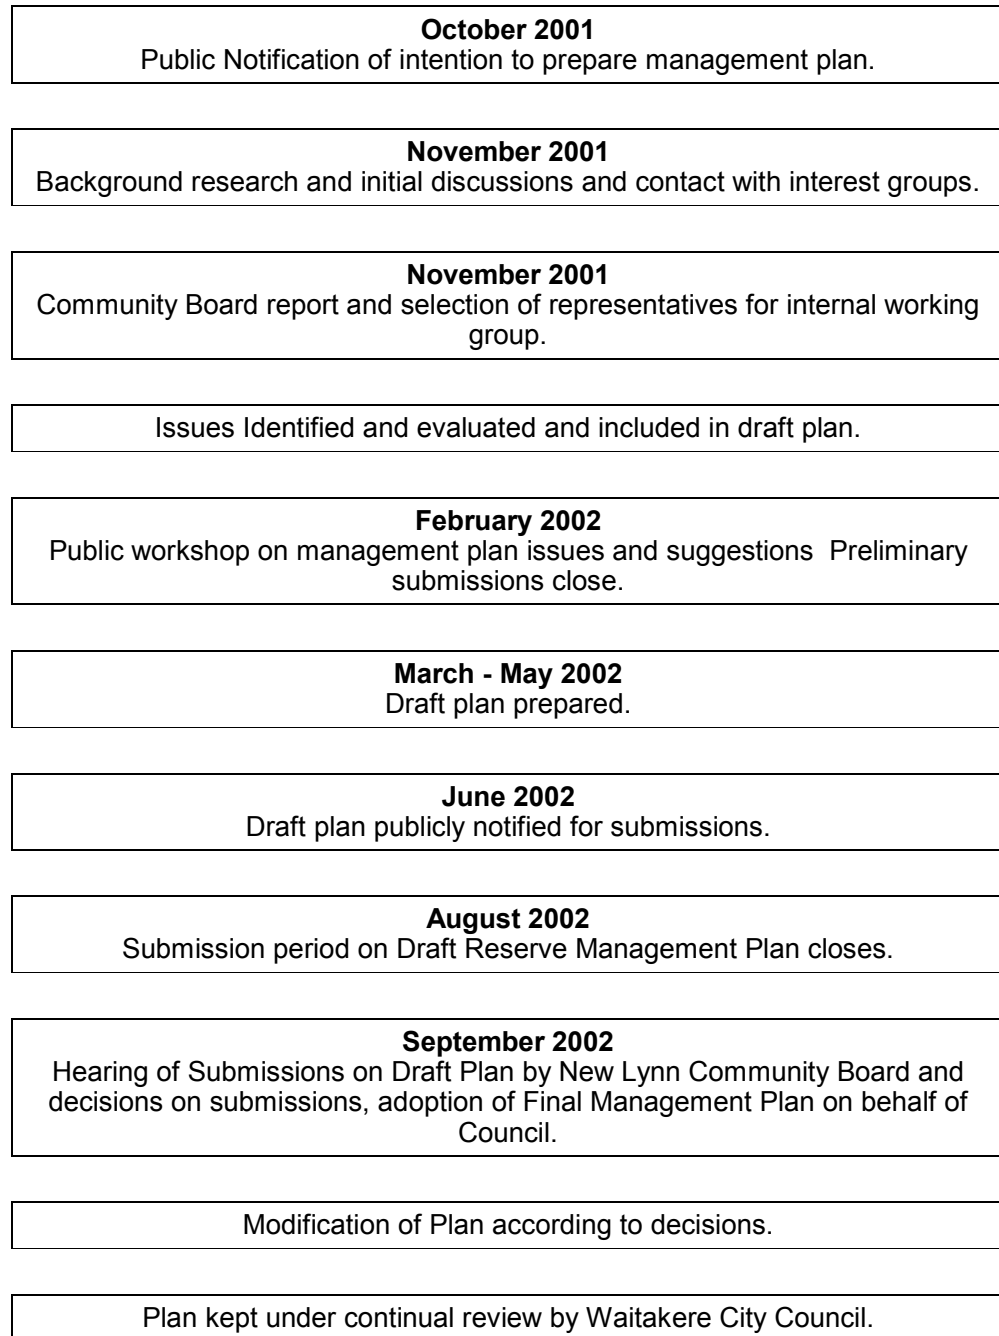 October 2001
Public Notification of intention to prepare management plan.
November 2001
Background research and initial discussions and contact with interest groups.
November 2001
Community Board report and selection of representatives for internal working
group.
Issues Identified and evaluated and included in draft plan.
February 2002
Public workshop on management plan issues and suggestions  Preliminary
submissions close.
March - May 2002
Draft plan prepared.
June 2002
Draft plan publicly notified for submissions.
August 2002
Submission period on Draft Reserve Management Plan closes.
September 2002
Hearing of Submissions on Draft Plan by New Lynn Community Board and
decisions on submissions, adoption of Final Management Plan on behalf of
Council.
Modification of Plan according to decisions.
Plan kept under continual review by Waitakere City Council.